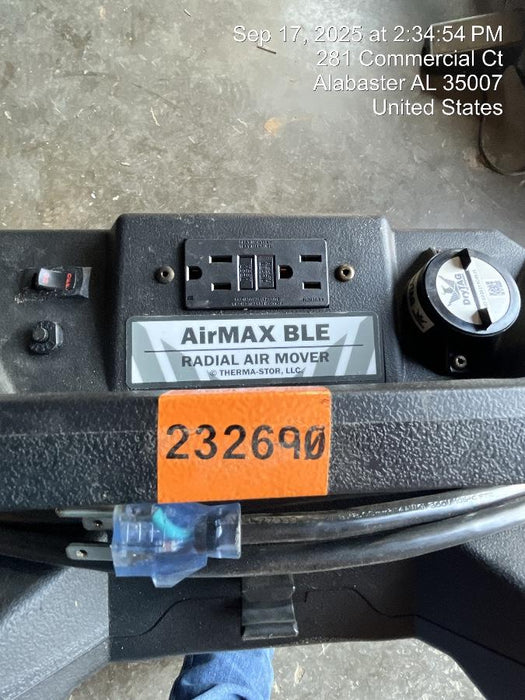 Sep 17, 2025 at 2:34:54 PM
281 Commercial Ct
Alabaster AL 35007
United States
DryTAG
AirMAX BLE
RADIAL AIR MOVER
© THERMA-STOR, LLC
232690